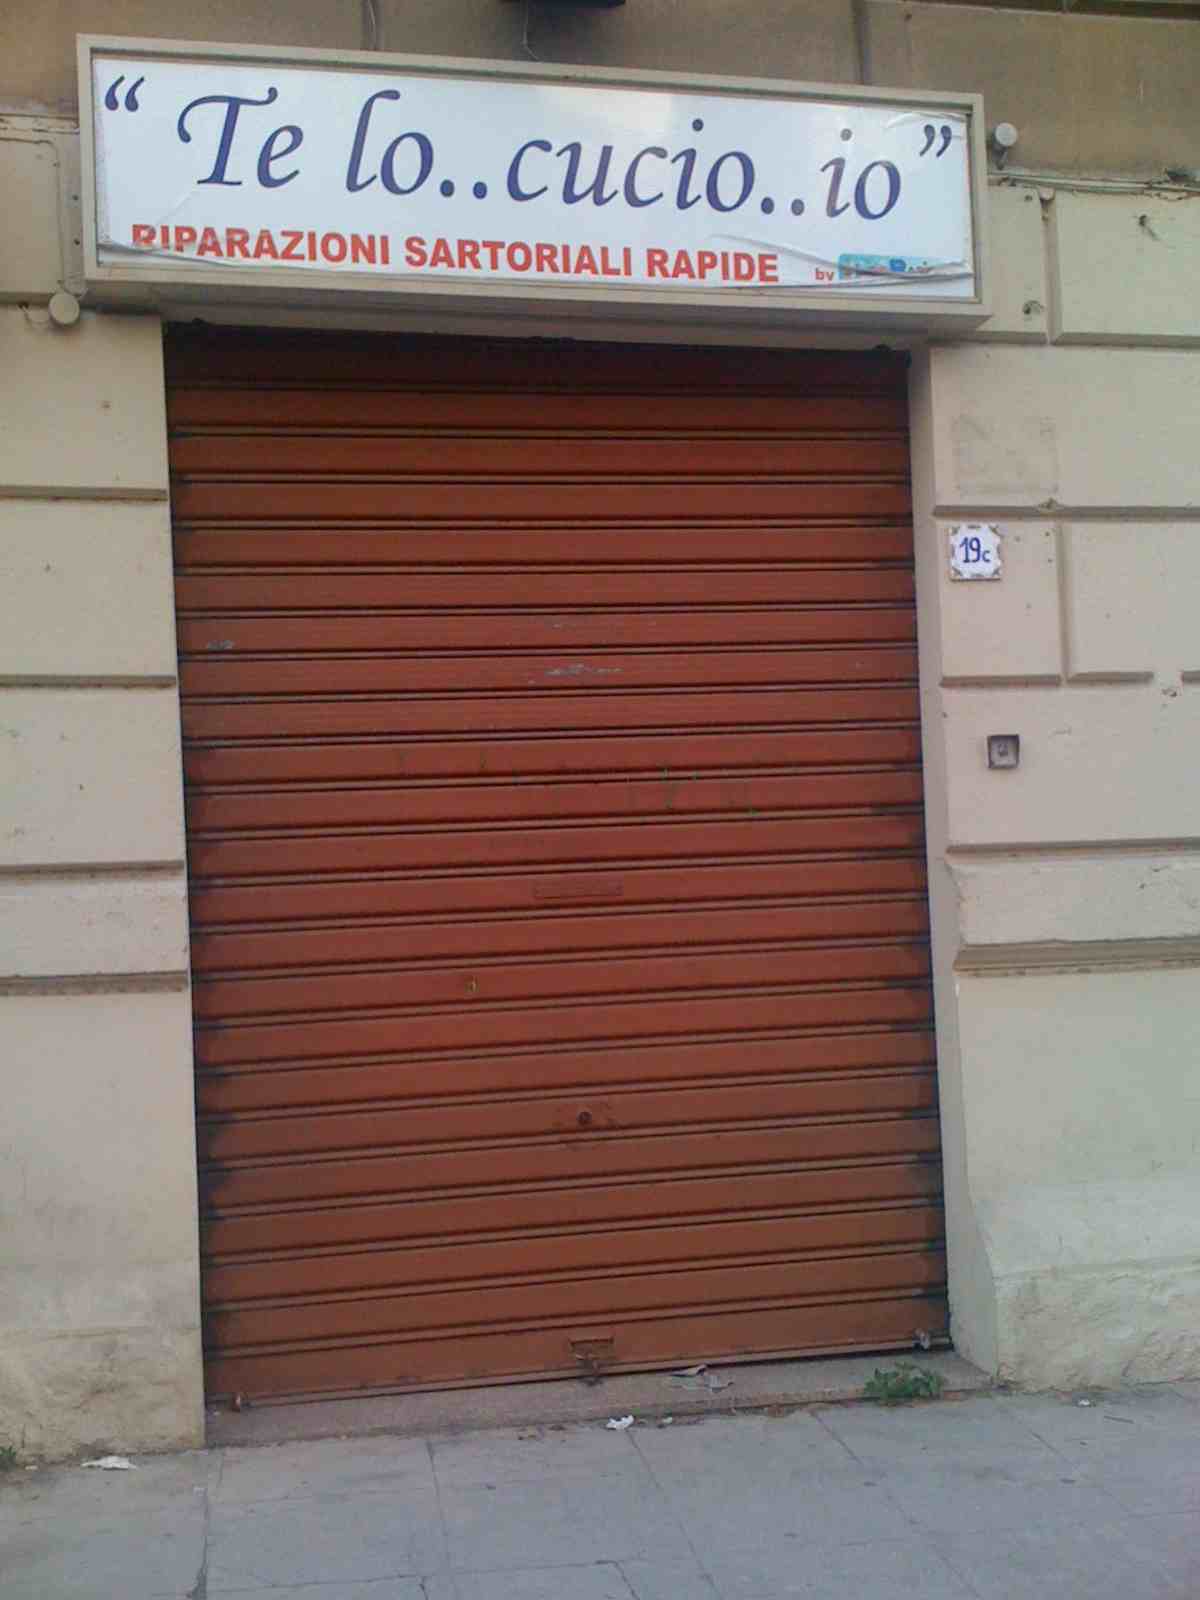 “ Te lo..cucio..io ”
RIPARAZIONI SARTORIALI RAPIDE by
19c